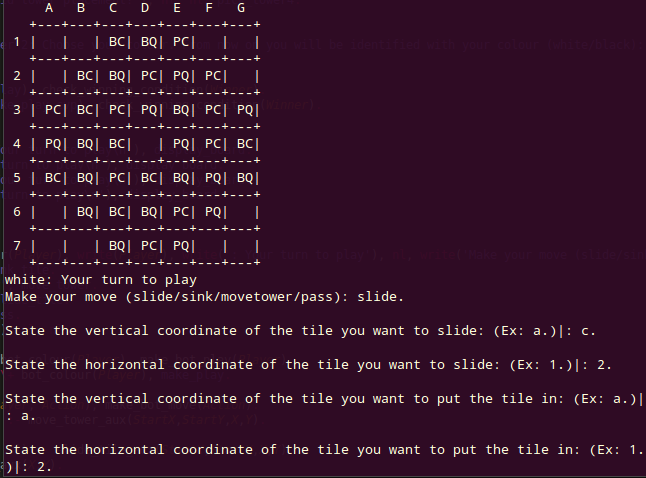 A   B   C   D   E   F   G
+---+---+---+---+---+---+---+
1 |   |   | BC| BQ| PC|   |   |
+---+---+---+---+---+---+---+
2 |   | BC| BQ| PC| PQ| PC|   |
+---+---+---+---+---+---+---+
3 | PC| BC| PC| PQ| BQ| PC| PQ|
+---+---+---+---+---+---+---+
4 | PQ| BQ| BC|   | PQ| PC| BC|
+---+---+---+---+---+---+---+
5 | BC| BQ| PC| BC| BQ| PQ| BQ|
+---+---+---+---+---+---+---+
6 |   | BQ| BC| BQ| PC| PQ|   |
+---+---+---+---+---+---+---+
7 |   |   | BQ| PC| PQ|   |   |
+---+---+---+---+---+---+---+
white: Your turn to play
Make your move (slide/sink/movetower/pass): slide.
State the vertical coordinate of the tile you want to slide: (Ex: a.)|: c.
State the horizontal coordinate of the tile you want to slide: (Ex: 1.)|: 2.
State the vertical coordinate of the tile you want to put the tile in: (Ex: a.)|
: a.
State the horizontal coordinate of the tile you want to put the tile in: (Ex: 1.
)|: 2.